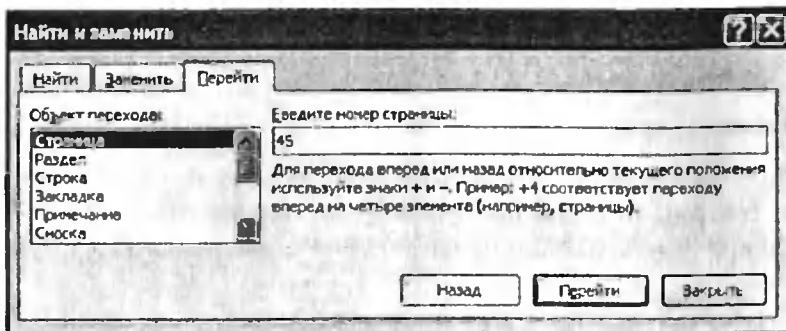 Найти и заменить
Найти Заменить Перейти
Объект перехода: Введите номер страницы:
Страница 45
Раздел
Строка
Закладка
Примечание
Сноска
Для перехода вперед или назад относительно текущего положения
используйте знаки + и –. Пример: +4 соответствует переходу
вперед на четыре элемента (например, страницы).
Назад Перейти Закрыть